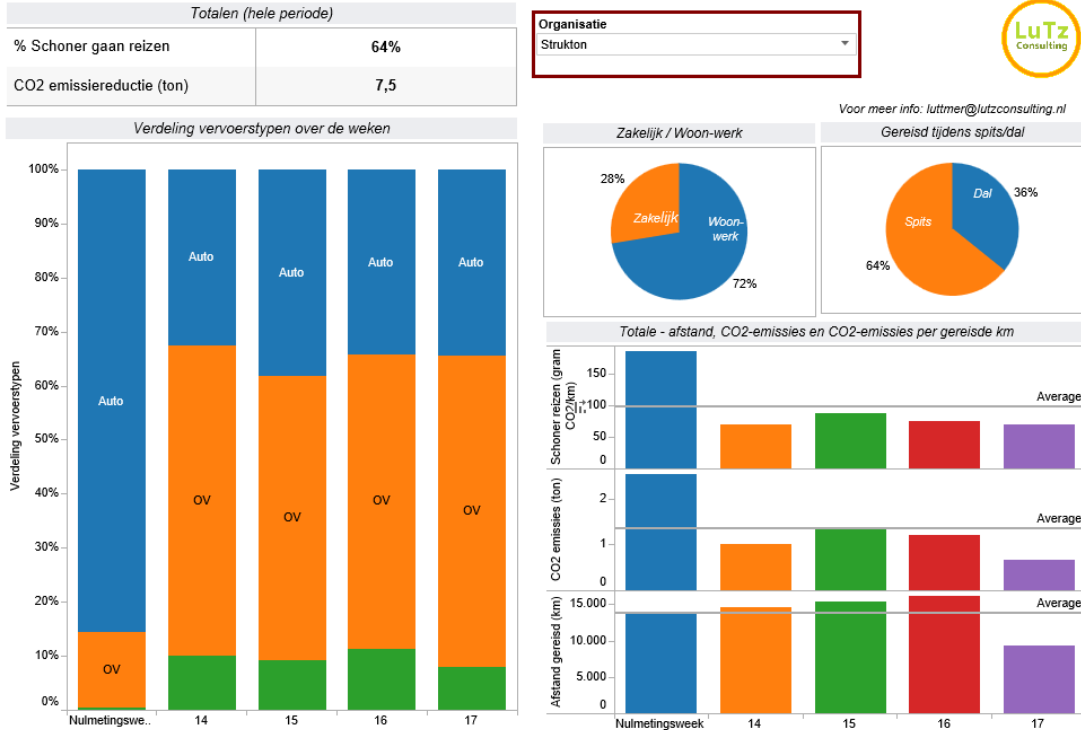 Totalen (hele periode)
% Schoner gaan reizen 64%
CO2 emissiereductie (ton) 7,5
Organisatie
Strukton
LuTz
Consulting
Voor meer info: luttmer@lutzconsulting.nl
Verdeling vervoerstypen over de weken
Verdeling vervoerstypen
100%
90%
80%
70%
60%
50%
40%
30%
20%
10%
0%
Auto
OV
Auto
OV
Auto
OV
Auto
OV
Auto
OV
Nulmetingswe.. 14 15 16 17
Zakelijk / Woon-werk
28%
Zakelijk
Woon-
werk
72%
Gereisd tijdens spits/dal
Dal
36%
Spits
64%
Totale - afstand, CO2-emissies en CO2-emissies per gereisde km
Schoner reizen (gram
CO2/km)
150
100
50
0
Average
CO2 emissies (ton)
2
1
0
Average
Afstand gereisd (km)
15.000
10.000
5.000
0
Average
Nulmetingsweek 14 15 16 17